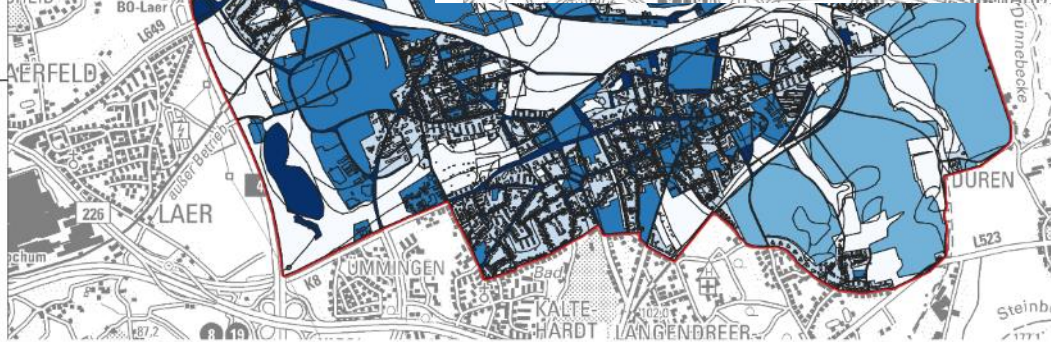 BO-Laer
L649
AERFELD
Dünnebecke
außer Betrieb
4
226
LAER
DÜREN
ochum
K8
ÜMMINGEN
L523
Bad
KALTE-
HARDT
102,0
LANGENDREER-
Steinb
87,2
8
19